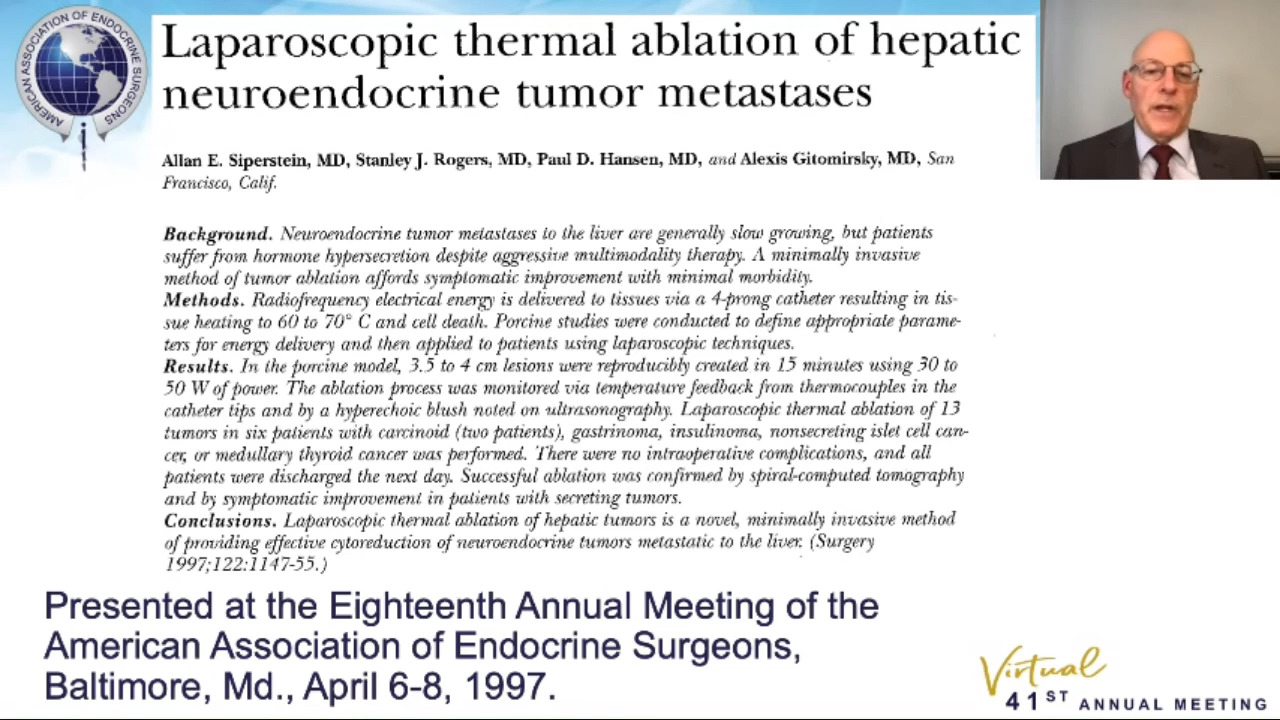 AMERICAN ASSOCIATION OF ENDOCRINE SURGEONS
Laparoscopic thermal ablation of hepatic
neuroendocrine tumor metastases
Allan E. Siperstein, MD, Stanley J. Rogers, MD, Paul D. Hansen, MD, and Alexis Gitomirsky, MD, San
Francisco, Calif.
Background. Neuroendocrine tumor metastases to the liver are generally slow growing, but patients
suffer from hormone hypersecretion despite aggressive multimodality therapy. A minimally invasive
method of tumor ablation affords symptomatic improvement with minimal morbidity.
Methods. Radiofrequency electrical energy is delivered to tissues via a 4-prong catheter resulting in tis-
sue heating to 60 to 70° C and cell death. Porcine studies were conducted to define appropriate parame-
ters for energy delivery and then applied to patients using laparoscopic techniques.
Results. In the porcine model, 3.5 to 4 cm lesions were reproducibly created in 15 minutes using 30 to
50 W of power. The ablation process was monitored via temperature feedback from thermocouples in the
catheter tips and by a hyperechoic blush noted on ultrasonography. Laparoscopic thermal ablation of 13
tumors in six patients with carcinoid (two patients), gastrinoma, insulinoma, nonsecreting islet cell can-
cer, or medullary thyroid cancer was performed. There were no intraoperative complications, and all
patients were discharged the next day. Successful ablation was confirmed by spiral-computed tomography
and by symptomatic improvement in patients with secreting tumors.
Conclusions. Laparoscopic thermal ablation of hepatic tumors is a novel, minimally invasive method
of providing effective cytoreduction of neuroendocrine tumors metastatic to the liver. (Surgery
1997;122:1147-55.)
Presented at the Eighteenth Annual Meeting of the
American Association of Endocrine Surgeons,
Baltimore, Md., April 6-8, 1997.
Virtual
41ST ANNUAL MEETING